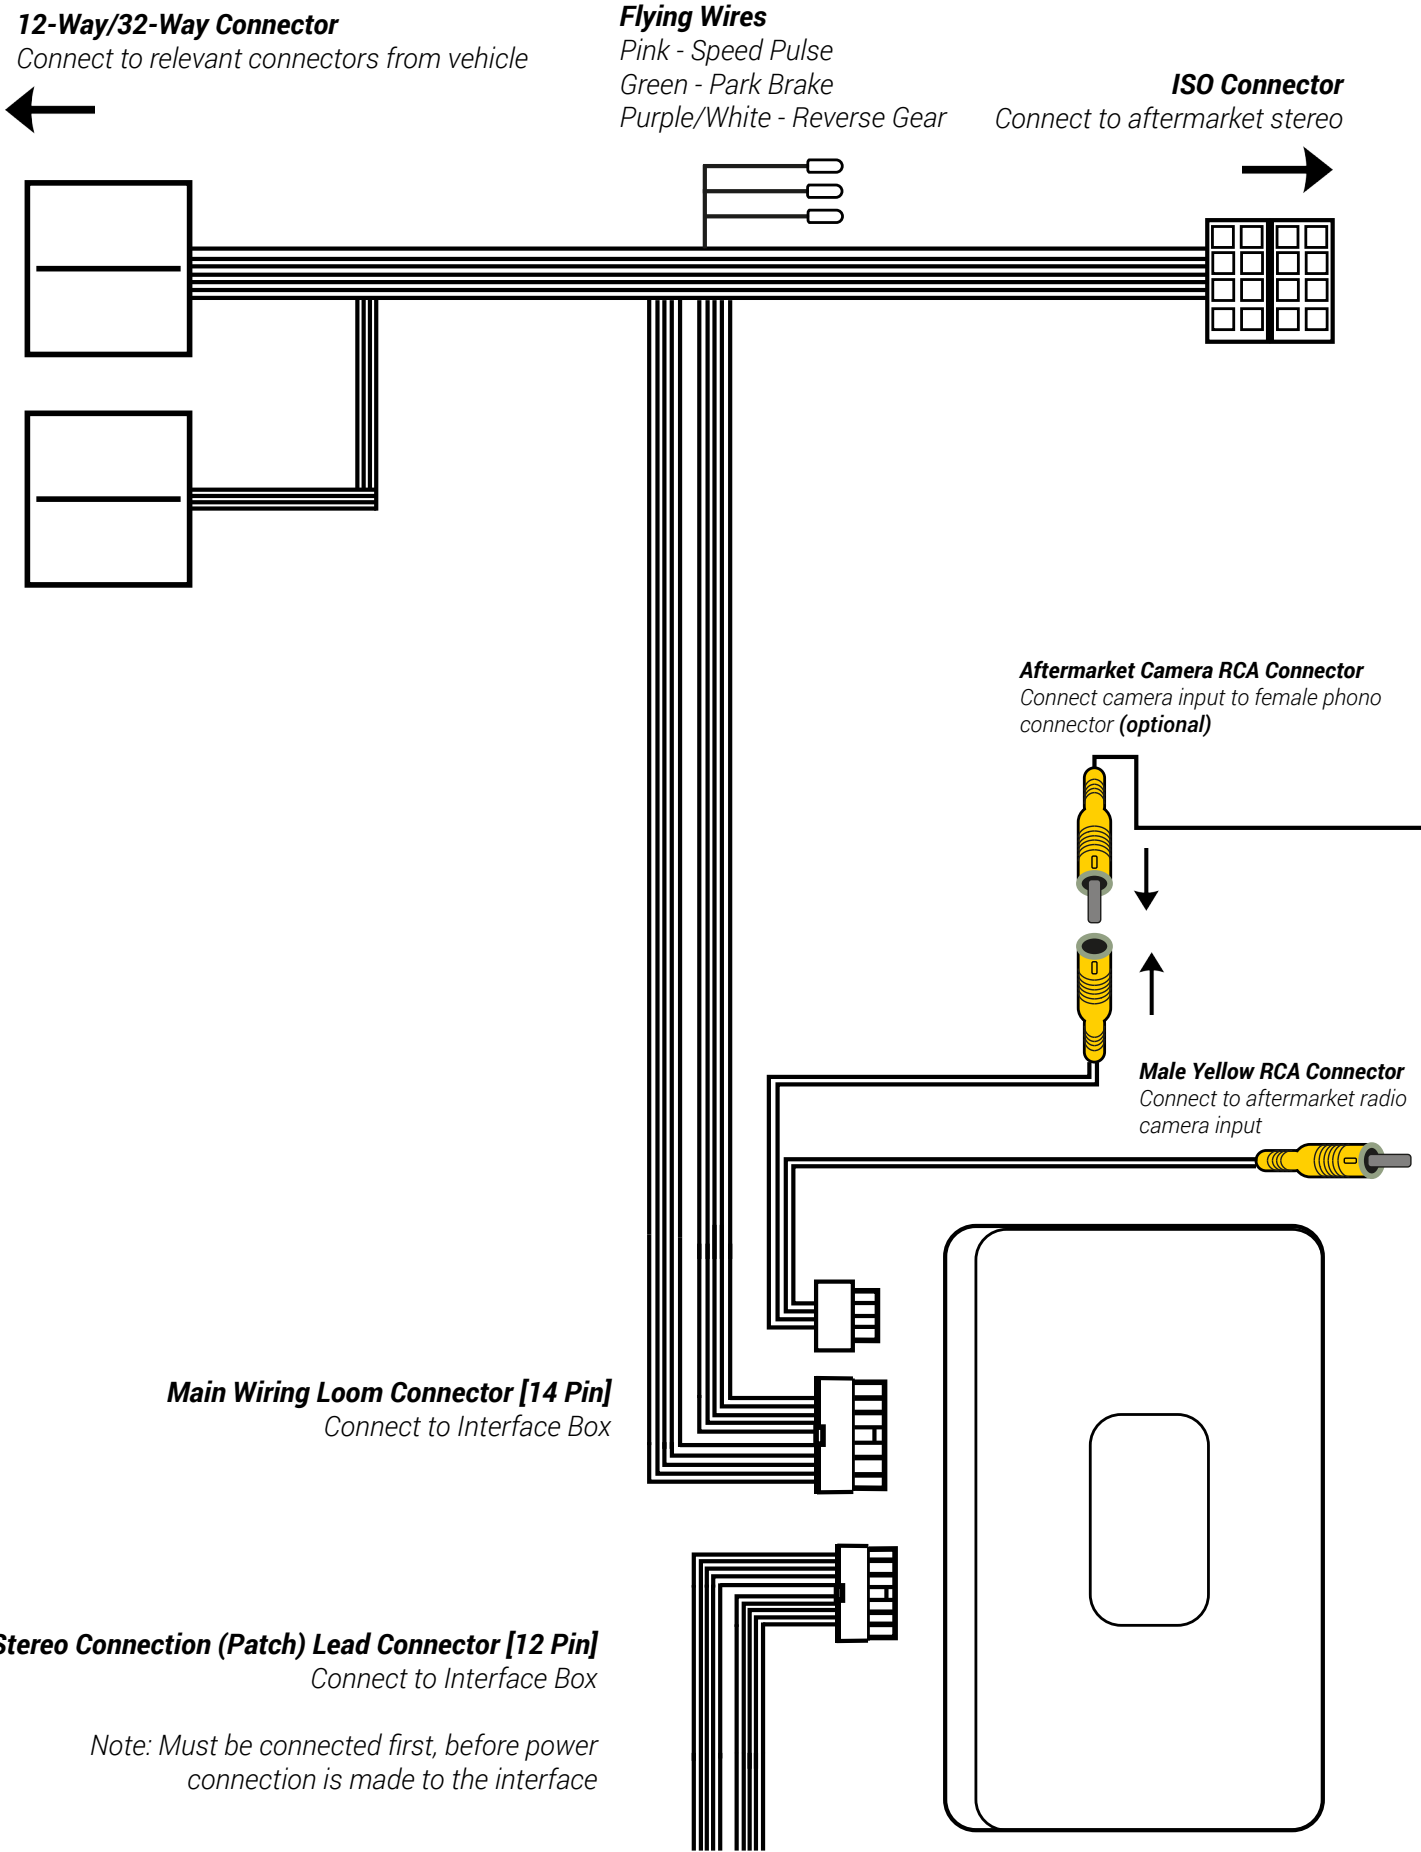 12-Way/32-Way Connector
Connect to relevant connectors from vehicle
Flying Wires
Pink - Speed Pulse
Green - Park Brake
Purple/White - Reverse Gear
ISO Connector
Connect to aftermarket stereo
Aftermarket Camera RCA Connector
Connect camera input to female phono
connector (optional)
Male Yellow RCA Connector
Connect to aftermarket radio
camera input
Main Wiring Loom Connector [14 Pin]
Connect to Interface Box
Stereo Connection (Patch) Lead Connector [12 Pin]
Connect to Interface Box
Note: Must be connected first, before power
connection is made to the interface